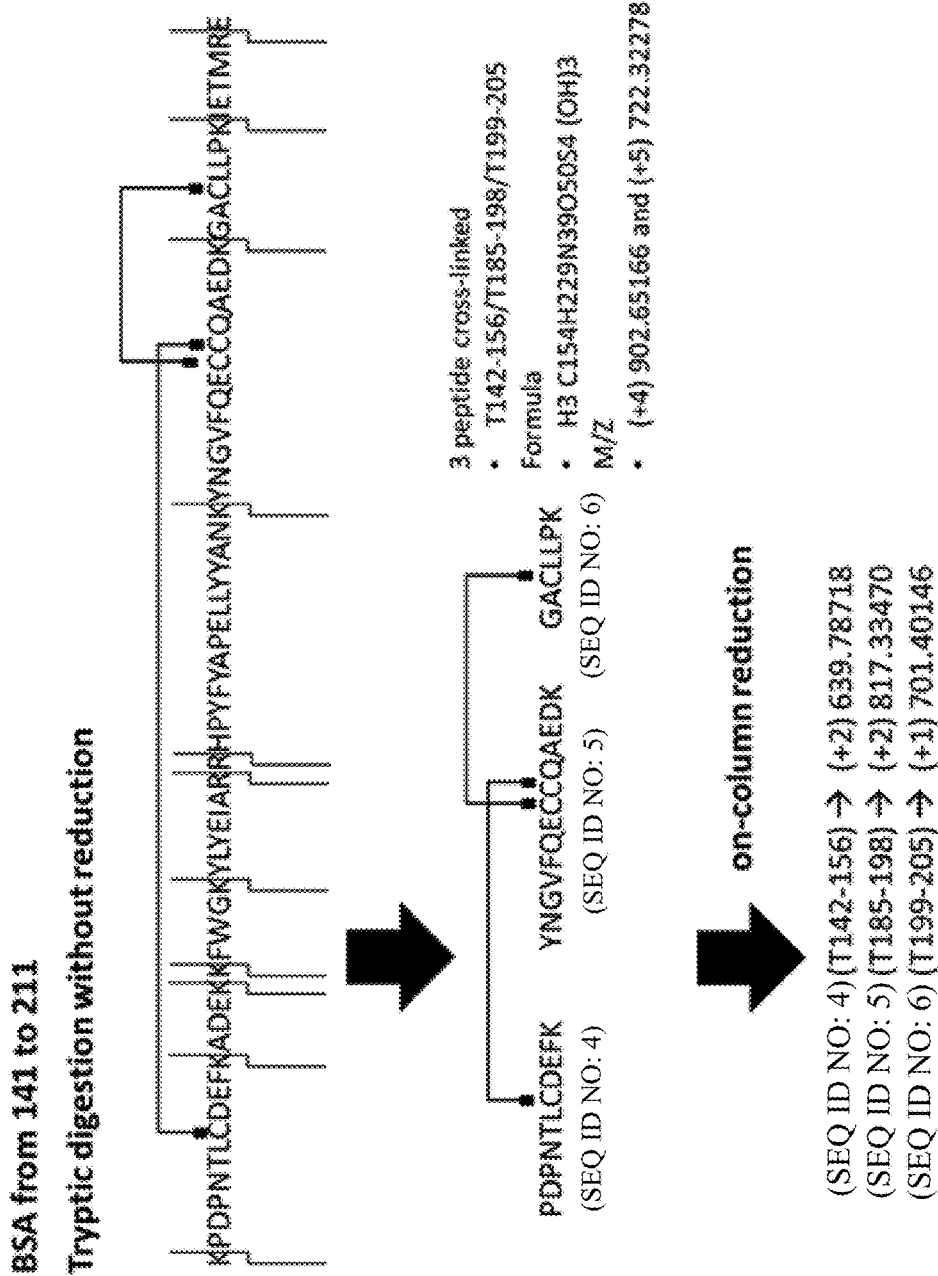 BSA from 141 to 211
Tryptic digestion without reduction
KPDPNTLCDEFKADEKKFWGKYLYEIARRHPYFYAPELLYYANKYNGVFQECCQAEDKGACLLPKIETMRE
PDPNTLCDEFK
(SEQ ID NO: 4)
YNGVFQECCQAEDK
(SEQ ID NO: 5)
GACLLPK
(SEQ ID NO: 6)
3 peptide cross-linked
• T142-156/T185-198/T199-205
Formula
• H3 C154H229N39O50S4 (OH)3
M/Z
• (+4) 902.65166 and (+5) 722.32278
on-column reduction
(SEQ ID NO: 4) (T142-156) → (+2) 639.78718
(SEQ ID NO: 5) (T185-198) → (+2) 817.33470
(SEQ ID NO: 6) (T199-205) → (+1) 701.40146